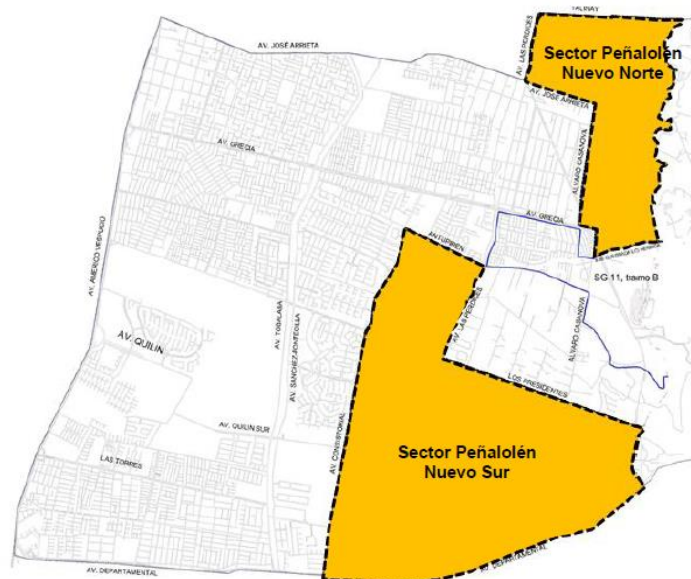 TALINAY
Sector Peñalolén
Nuevo Norte
AV. LAS PERDICES
AV. JOSÉ ARRIETA
AV. JOSÉ ARRIETA
AV. GRECIA
ALVARO CASANOVA
AV. GRECIA
ANTUPIREN
SG 11, tramo B
AV. AMÉRICO VESPUCIO
AV. LAS PERDICES
ALVARO CASANOVA
AV. TOBALABA
AV. QUILIN
AV. SANCHEZ FONTECILLA
LOS PRESIDENTES
AV. CONSISTORIAL
AV. QUILIN SUR
Sector Peñalolén
Nuevo Sur
LAS TORRES
AV. DEPARTAMENTAL
AV. DEPARTAMENTAL